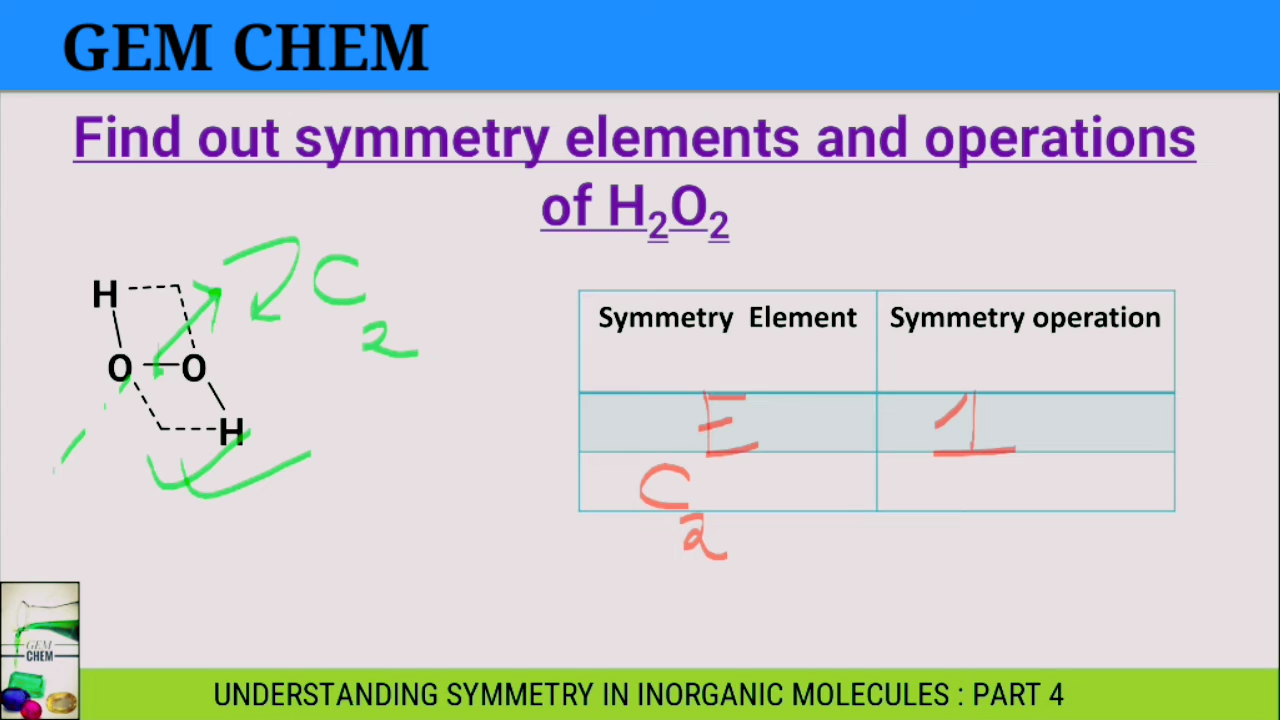 GEM CHEM
Find out symmetry elements and operations
of H₂O₂
C₂
H
O O
H
Symmetry Element Symmetry operation
E 1
C₂
GEM
CHEM
UNDERSTANDING SYMMETRY IN INORGANIC MOLECULES : PART 4